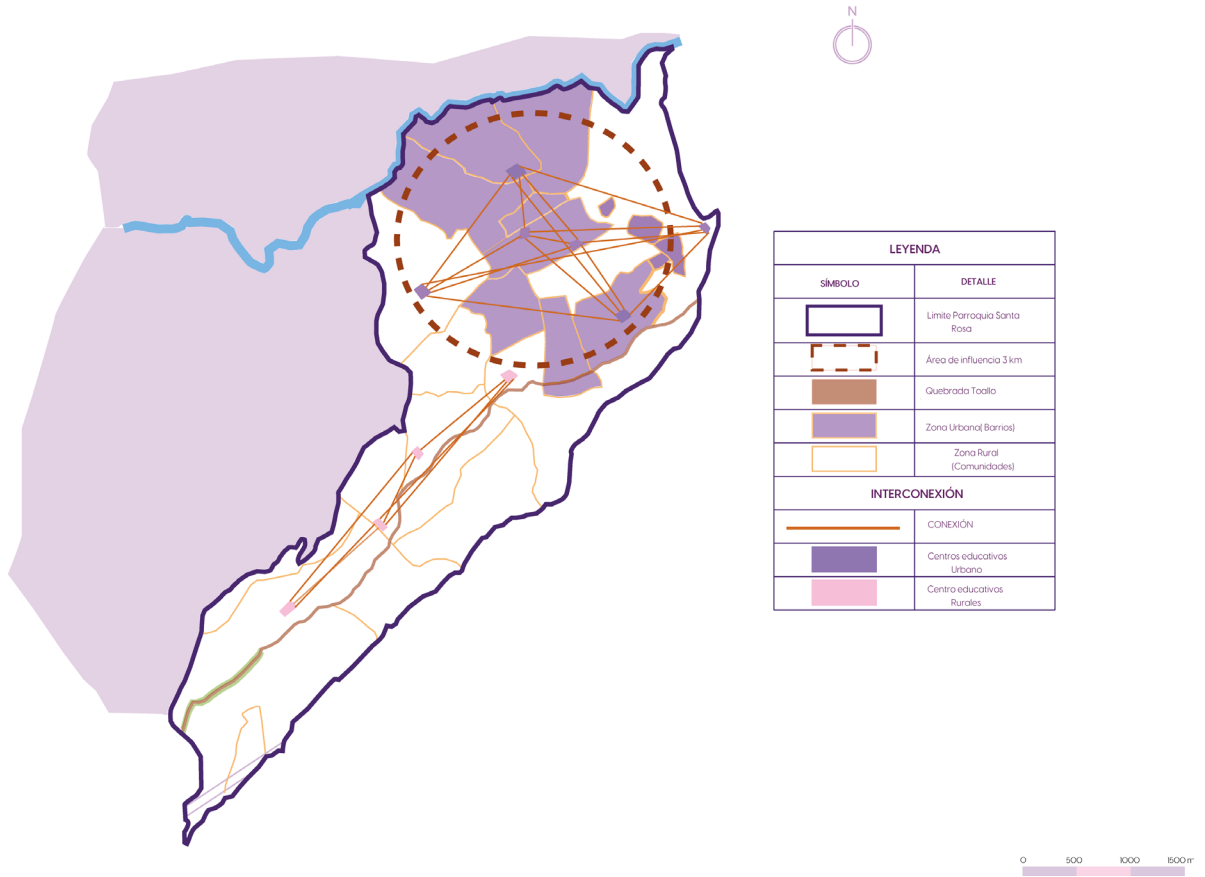 N
LEYENDA
SÍMBOLO
DETALLE
Limite Parroquia Santa
Rosa
Área de influencia 3 km
Quebrada Toallo
Zona Urbana( Barrios)
Zona Rural
(Comunidades)
INTERCONEXIÓN
CONEXIÓN
Centros educativos
Urbano
Centro educativos
Rurales
0 500 1000 1500 m